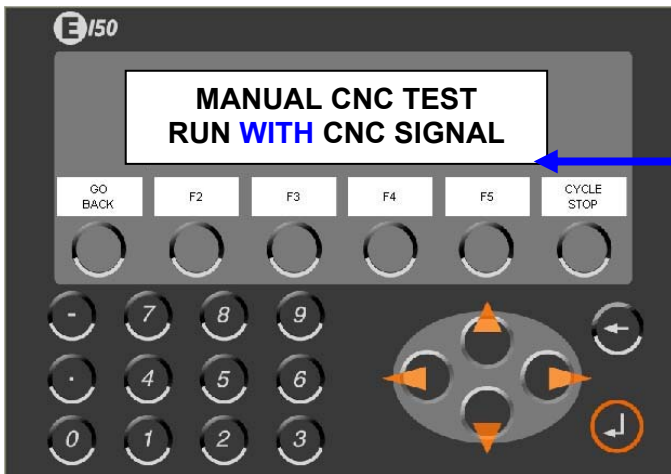 E 150
MANUAL CNC TEST
RUN WITH CNC SIGNAL
GO
BACK
F2
F3
F4
F5
CYCLE
STOP
- 7 8 9
. 4 5 6
0 1 2 3